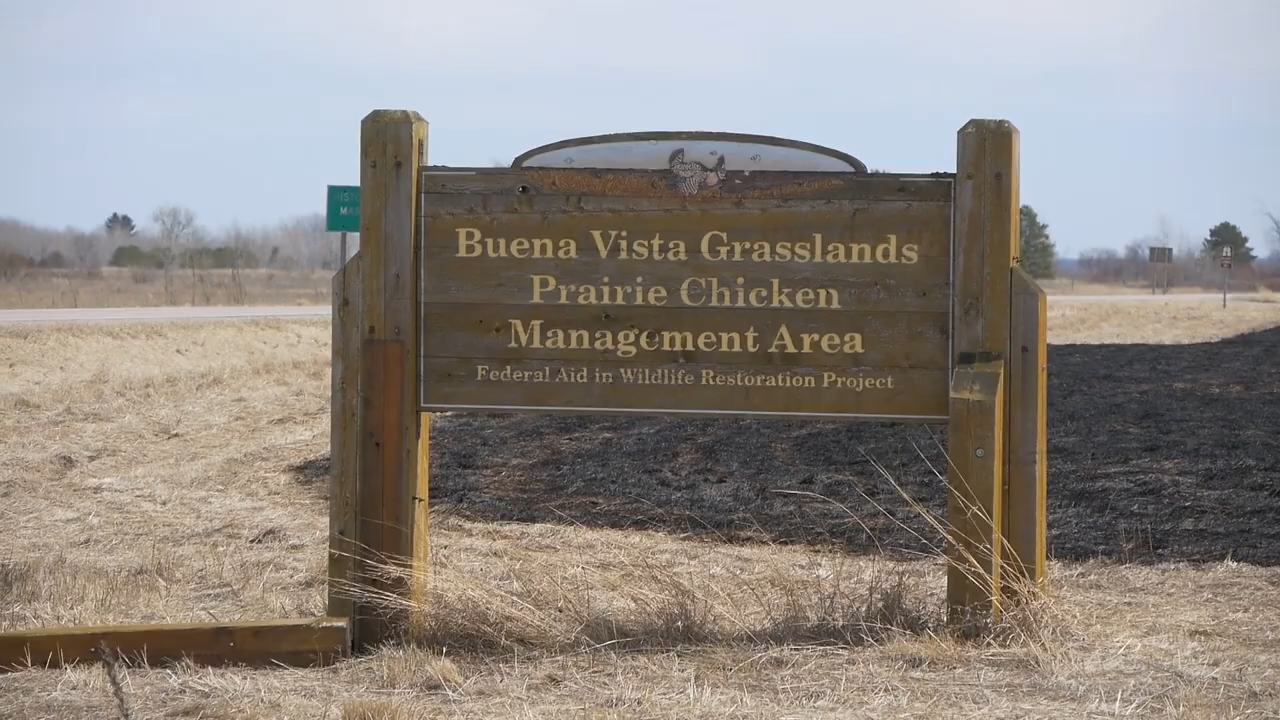 Buena Vista Grasslands
Prairie Chicken
Management Area
Federal Aid in Wildlife Restoration Project